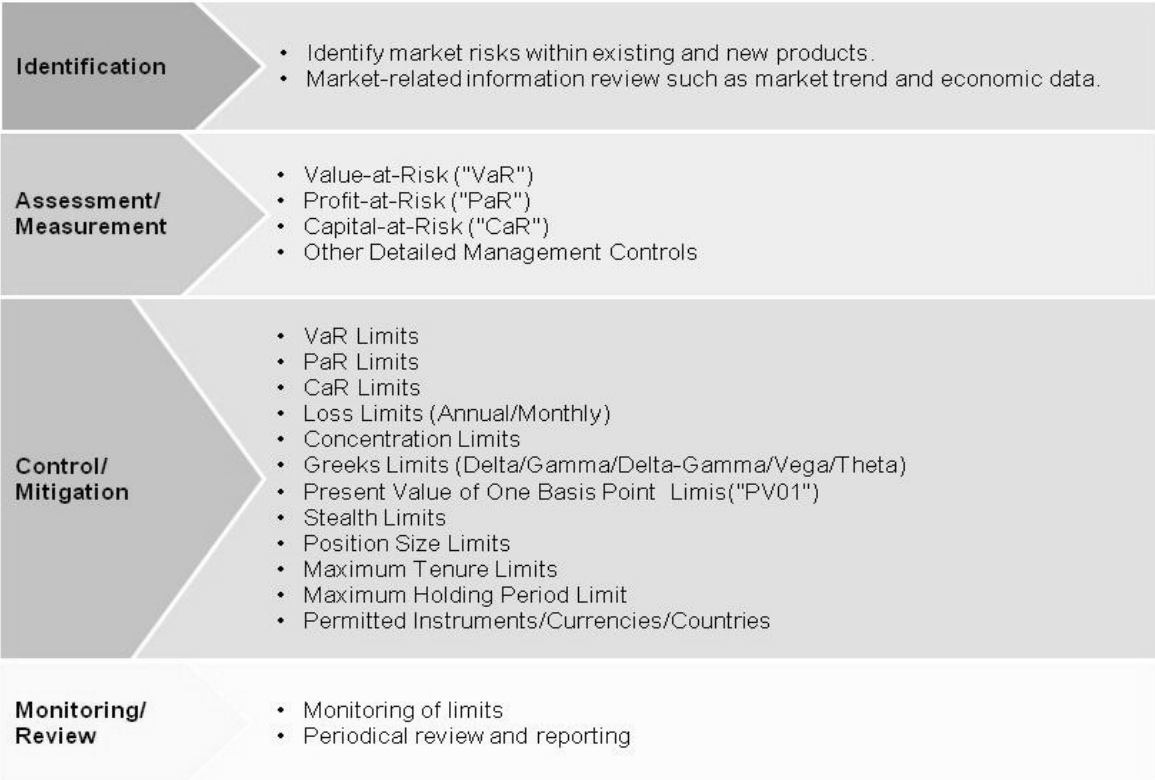 Identification
• Identify market risks within existing and new products.
• Market-related information review such as market trend and economic data.
Assessment/
Measurement
• Value-at-Risk ("VaR")
• Profit-at-Risk ("PaR")
• Capital-at-Risk ("CaR")
• Other Detailed Management Controls
Control/
Mitigation
• VaR Limits
• PaR Limits
• CaR Limits
• Loss Limits (Annual/Monthly)
• Concentration Limits
• Greeks Limits (Delta/Gamma/Delta-Gamma/Vega/Theta)
• Present Value of One Basis Point Limis("PV01")
• Stealth Limits
• Position Size Limits
• Maximum Tenure Limits
• Maximum Holding Period Limit
• Permitted Instruments/Currencies/Countries
Monitoring/
Review
• Monitoring of limits
• Periodical review and reporting